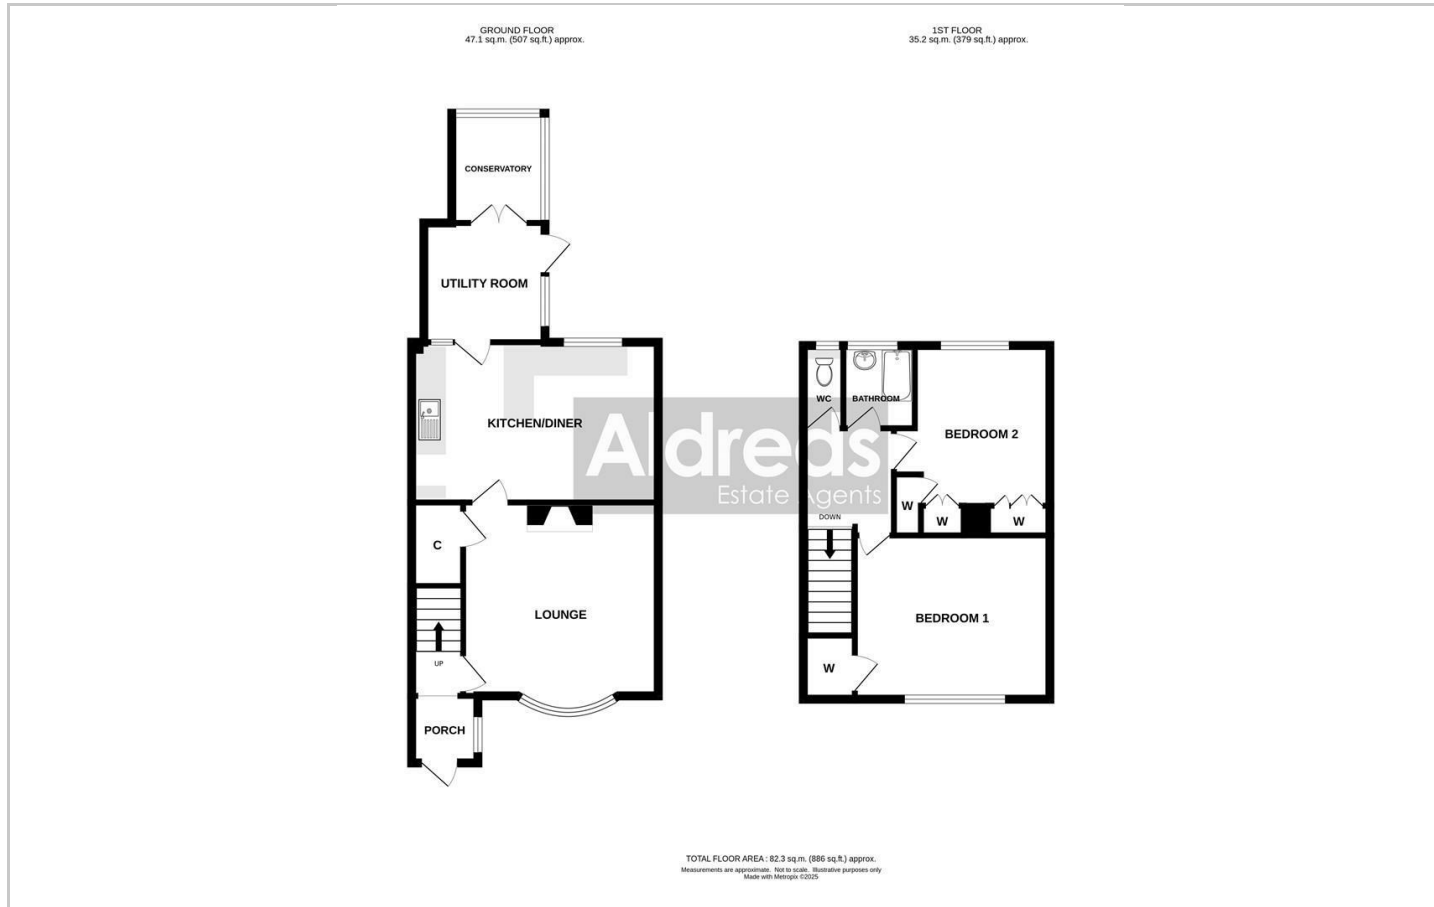 GROUND FLOOR
47.1 sq.m. (507 sq.ft.) approx.
1ST FLOOR
35.2 sq.m. (379 sq.ft.) approx.
CONSERVATORY
UTILITY ROOM
KITCHEN/DINER
C
LOUNGE
UP
PORCH
WC
BATHROOM
BEDROOM 2
DOWN
W
W
W
BEDROOM 1
W
Aldreds
Estate Agents
TOTAL FLOOR AREA : 82.3 sq.m. (886 sq.ft.) approx.
Measurements are approximate. Not to scale. Illustrative purposes only
Made with Metropix ©2025